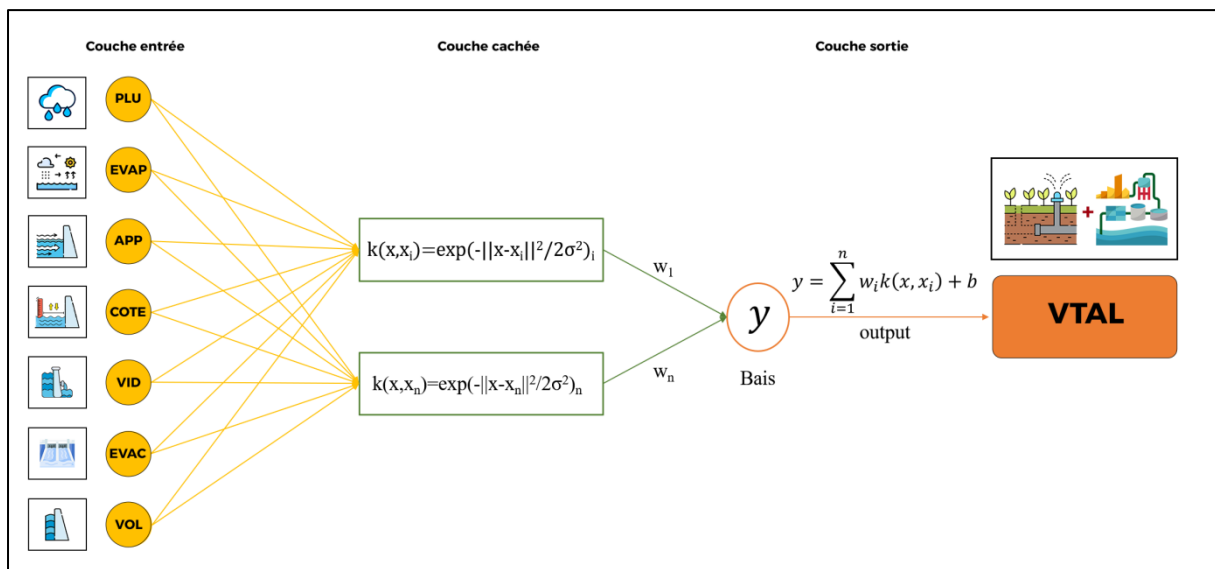 Couche entrée
Couche cachée
Couche sortie
PLU
EVAP
APP
COTE
VID
EVAC
VOL
k(x,xᵢ)=exp(-||x-xᵢ||²/2σ²)ᵢ
k(x,xₙ)=exp(-||x-xₙ||²/2σ²)ₙ
w₁
wₙ
y
Bais
y = ∑ⁿᵢ₌₁ wᵢk(x, xᵢ) + b
output
+
VTAL